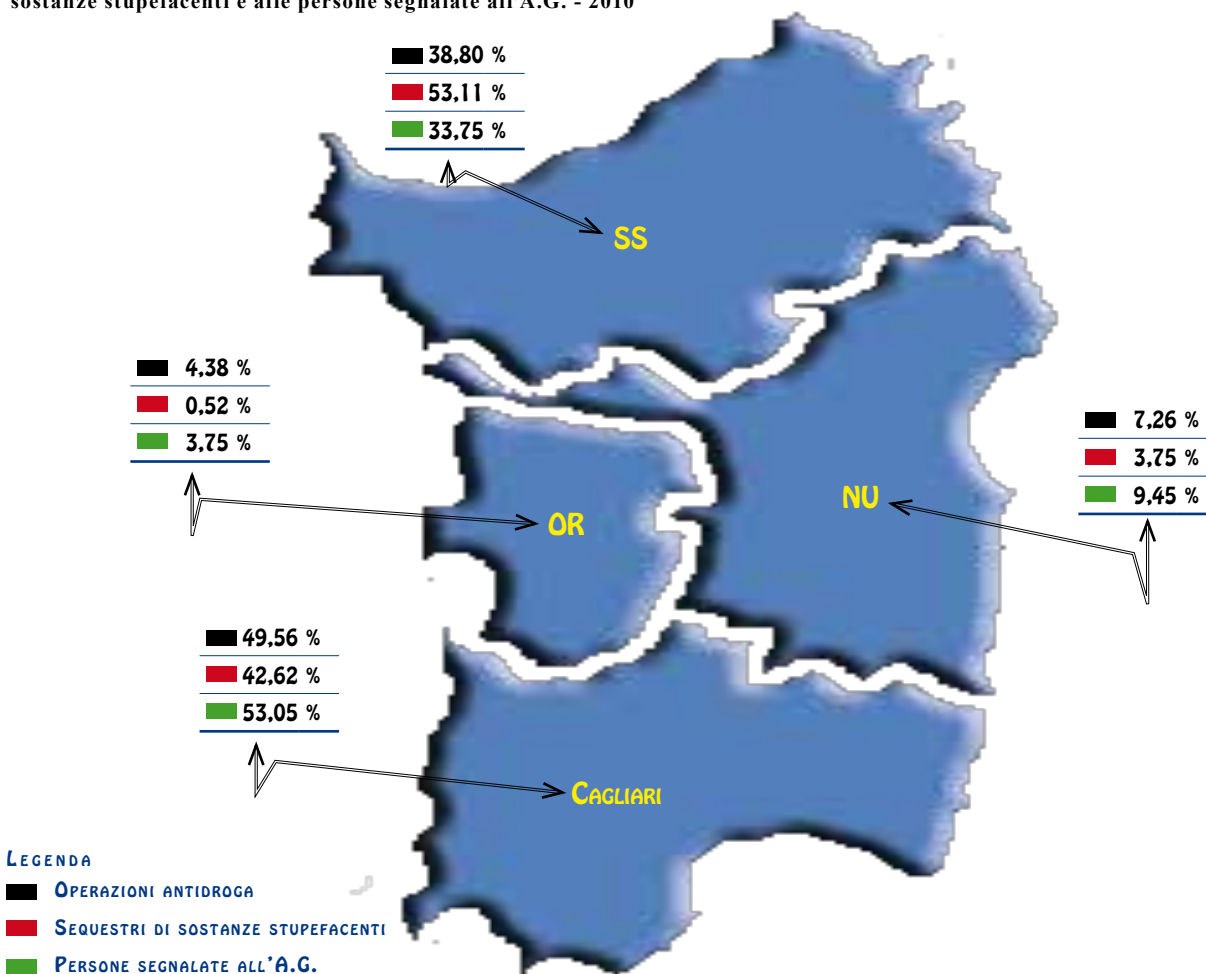 sostanze stupefacenti e alle persone segnalate all'A.G. - 2010
38,80 %
53,11 %
33,75 %
SS
4,38 %
0,52 %
3,75 %
7,26 %
3,75 %
9,45 %
NU
OR
49,56 %
42,62 %
53,05 %
CAGLIARI
LEGENDA
OPERAZIONI ANTIDROGA
SEQUESTRI DI SOSTANZE STUPEFACENTI
PERSONE SEGNALATE ALL'A.G.